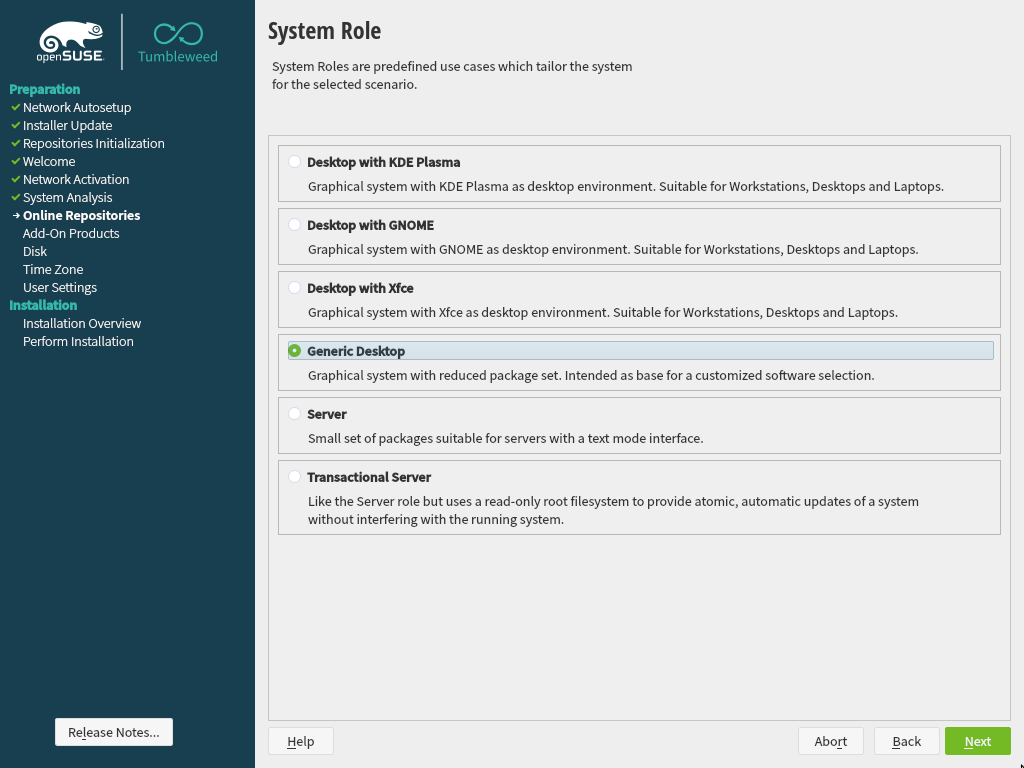 openSUSE
Tumbleweed
Preparation
Network Autosetup
Installer Update
Repositories Initialization
Welcome
Network Activation
System Analysis
Online Repositories
Add-On Products
Disk
Time Zone
User Settings
Installation
Installation Overview
Perform Installation
Release Notes...
System Role
System Roles are predefined use cases which tailor the system
for the selected scenario.
Desktop with KDE Plasma
Graphical system with KDE Plasma as desktop environment. Suitable for Workstations, Desktops and Laptops.
Desktop with GNOME
Graphical system with GNOME as desktop environment. Suitable for Workstations, Desktops and Laptops.
Desktop with Xfce
Graphical system with Xfce as desktop environment. Suitable for Workstations, Desktops and Laptops.
Generic Desktop
Graphical system with reduced package set. Intended as base for a customized software selection.
Server
Small set of packages suitable for servers with a text mode interface.
Transactional Server
Like the Server role but uses a read-only root filesystem to provide atomic, automatic updates of a system
without interfering with the running system.
Help
Abort
Back
Next